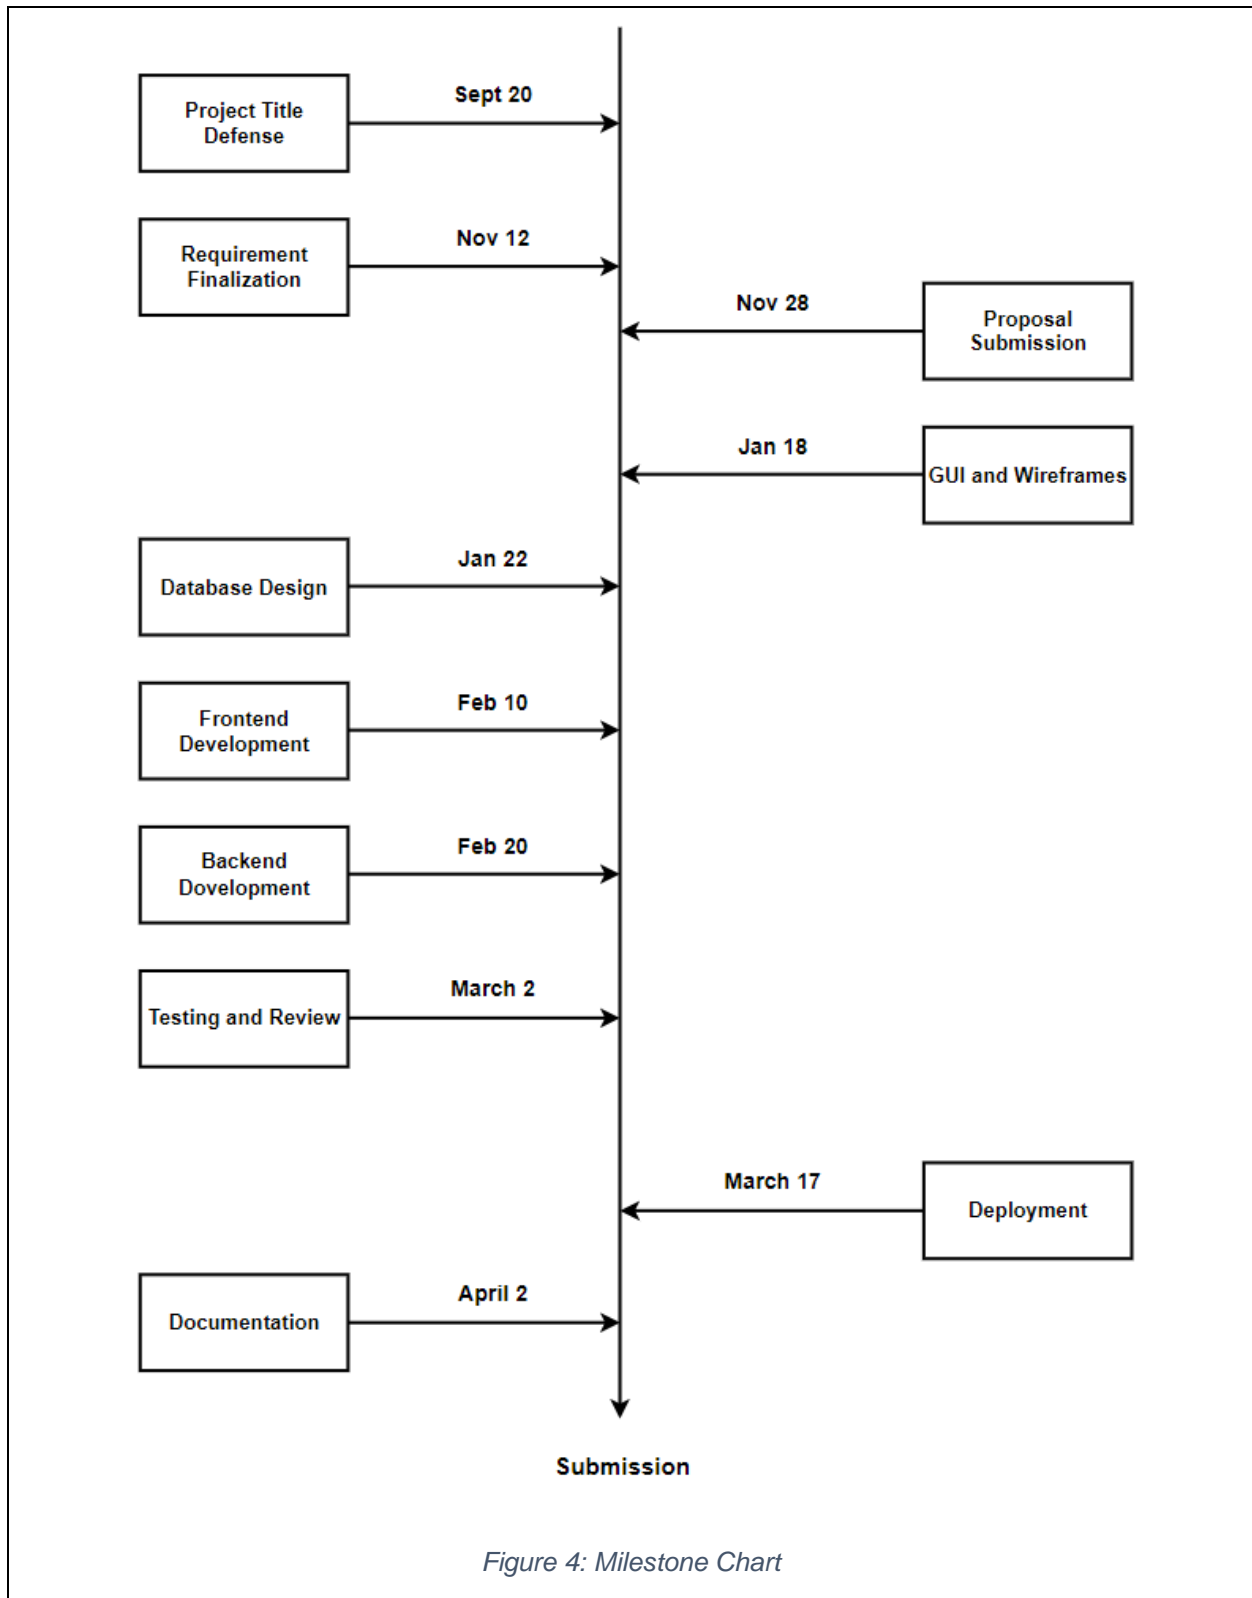 Sept 20
Project Title
Defense
Nov 12
Requirement
Finalization
Nov 28
Proposal
Submission
Jan 18
GUI and Wireframes
Jan 22
Database Design
Feb 10
Frontend
Development
Feb 20
Backend
Dovelopment
March 2
Testing and Review
March 17
Deployment
April 2
Documentation
Submission
Figure 4: Milestone Chart